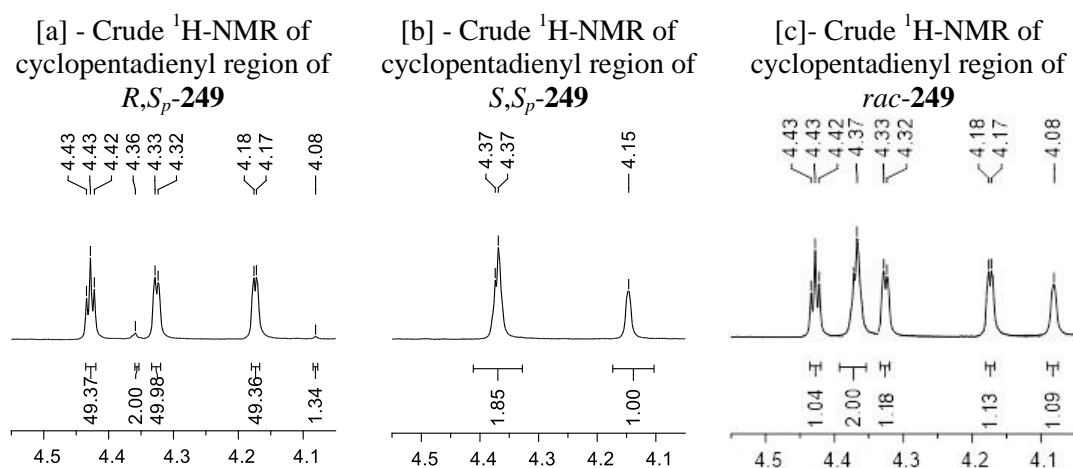 [a] - Crude ¹H-NMR of
cyclopentadienyl region of
R,Sₚ-249
4.43
4.43
4.42
4.36
4.33
4.32
4.18
4.17
4.08
49.37
2.00
49.98
49.36
1.34
4.5 4.4 4.3 4.2 4.1
[b] - Crude ¹H-NMR of
cyclopentadienyl region of
S,Sₚ-249
4.37
4.37
4.15
1.85
1.00
4.5 4.4 4.3 4.2 4.1
[c]- Crude ¹H-NMR of
cyclopentadienyl region of
rac-249
4.43
4.43
4.42
4.37
4.33
4.32
4.18
4.17
4.08
1.04
2.00
1.18
1.13
1.09
4.5 4.4 4.3 4.2 4.1